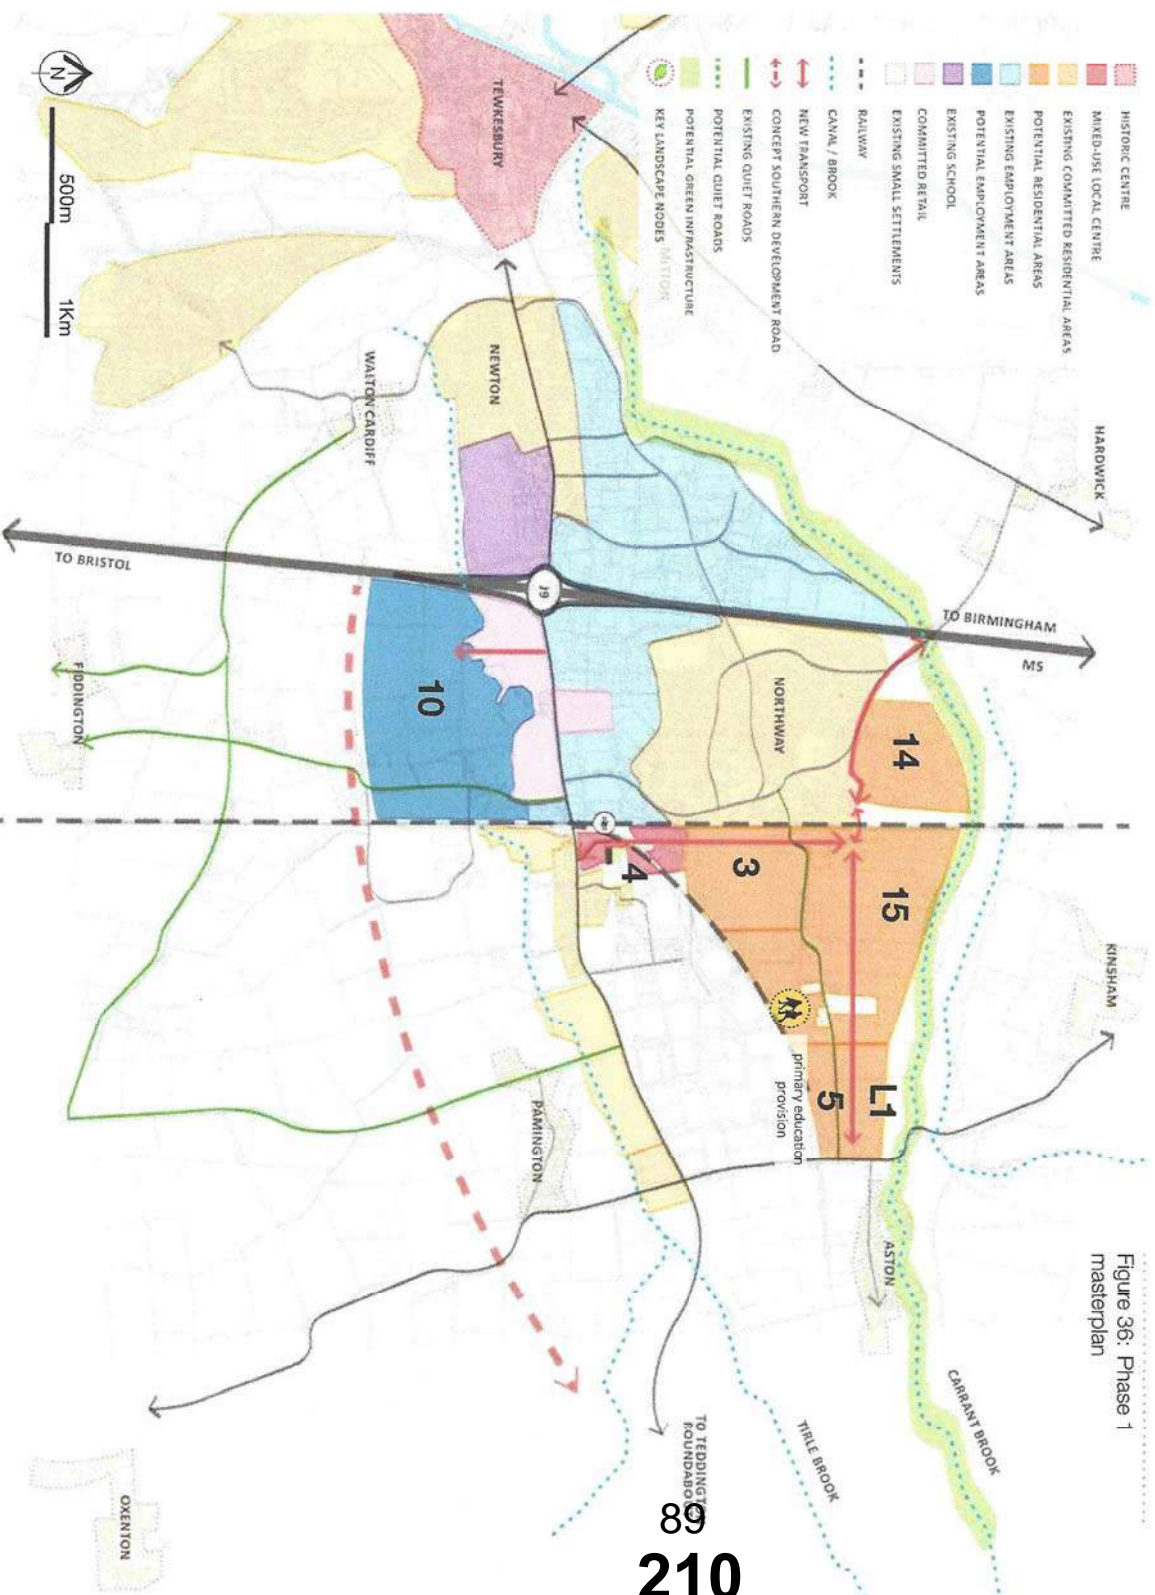 Figure 36: Phase 1
masterplan
HISTORIC CENTRE
MIXED-USE LOCAL CENTRE
EXISTING COMMITTED RESIDENTIAL AREAS
POTENTIAL RESIDENTIAL AREAS
EXISTING EMPLOYMENT AREAS
POTENTIAL EMPLOYMENT AREAS
EXISTING SCHOOL
COMMITTED RETAIL
EXISTING SMALL SETTLEMENTS
RAILWAY
CANAL / BROOK
NEW TRANSPORT
CONCEPT SOUTHERN DEVELOPMENT ROAD
EXISTING QUIET ROADS
POTENTIAL QUIET ROADS
POTENTIAL GREEN INFRASTRUCTURE
KEY LANDSCAPE NODES
MITTON
HARDWICK
KINSHAM
TO BIRMINGHAM
M5
CARRANT BROOK
14
15
L1
ASTON
NORTHWAY
3
5
primary education
provision
TIRLE BROOK
4
TO TEDDINGTON
ROUNDABOUT
TEWKESBURY
NEWTON
J9
PAMINGTON
10
WALTON CARDIFF
TO BRISTOL
FIDDINGTON
OXENTON
N
500m
1Km
89
210